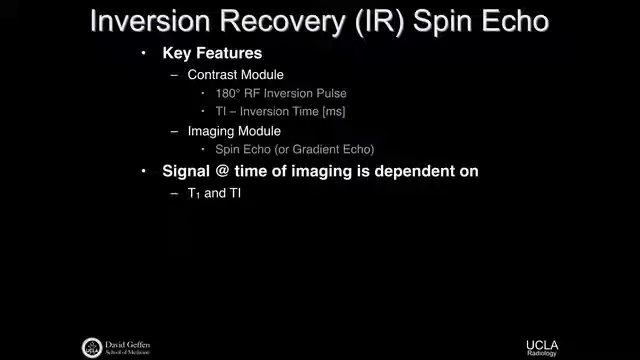 Inversion Recovery (IR) Spin Echo
• Key Features
– Contrast Module
• 180° RF Inversion Pulse
• TI – Inversion Time [ms]
– Imaging Module
• Spin Echo (or Gradient Echo)
• Signal @ time of imaging is dependent on
– T₁ and TI
UCLA
David Geffen
School of Medicine
UCLA
Radiology